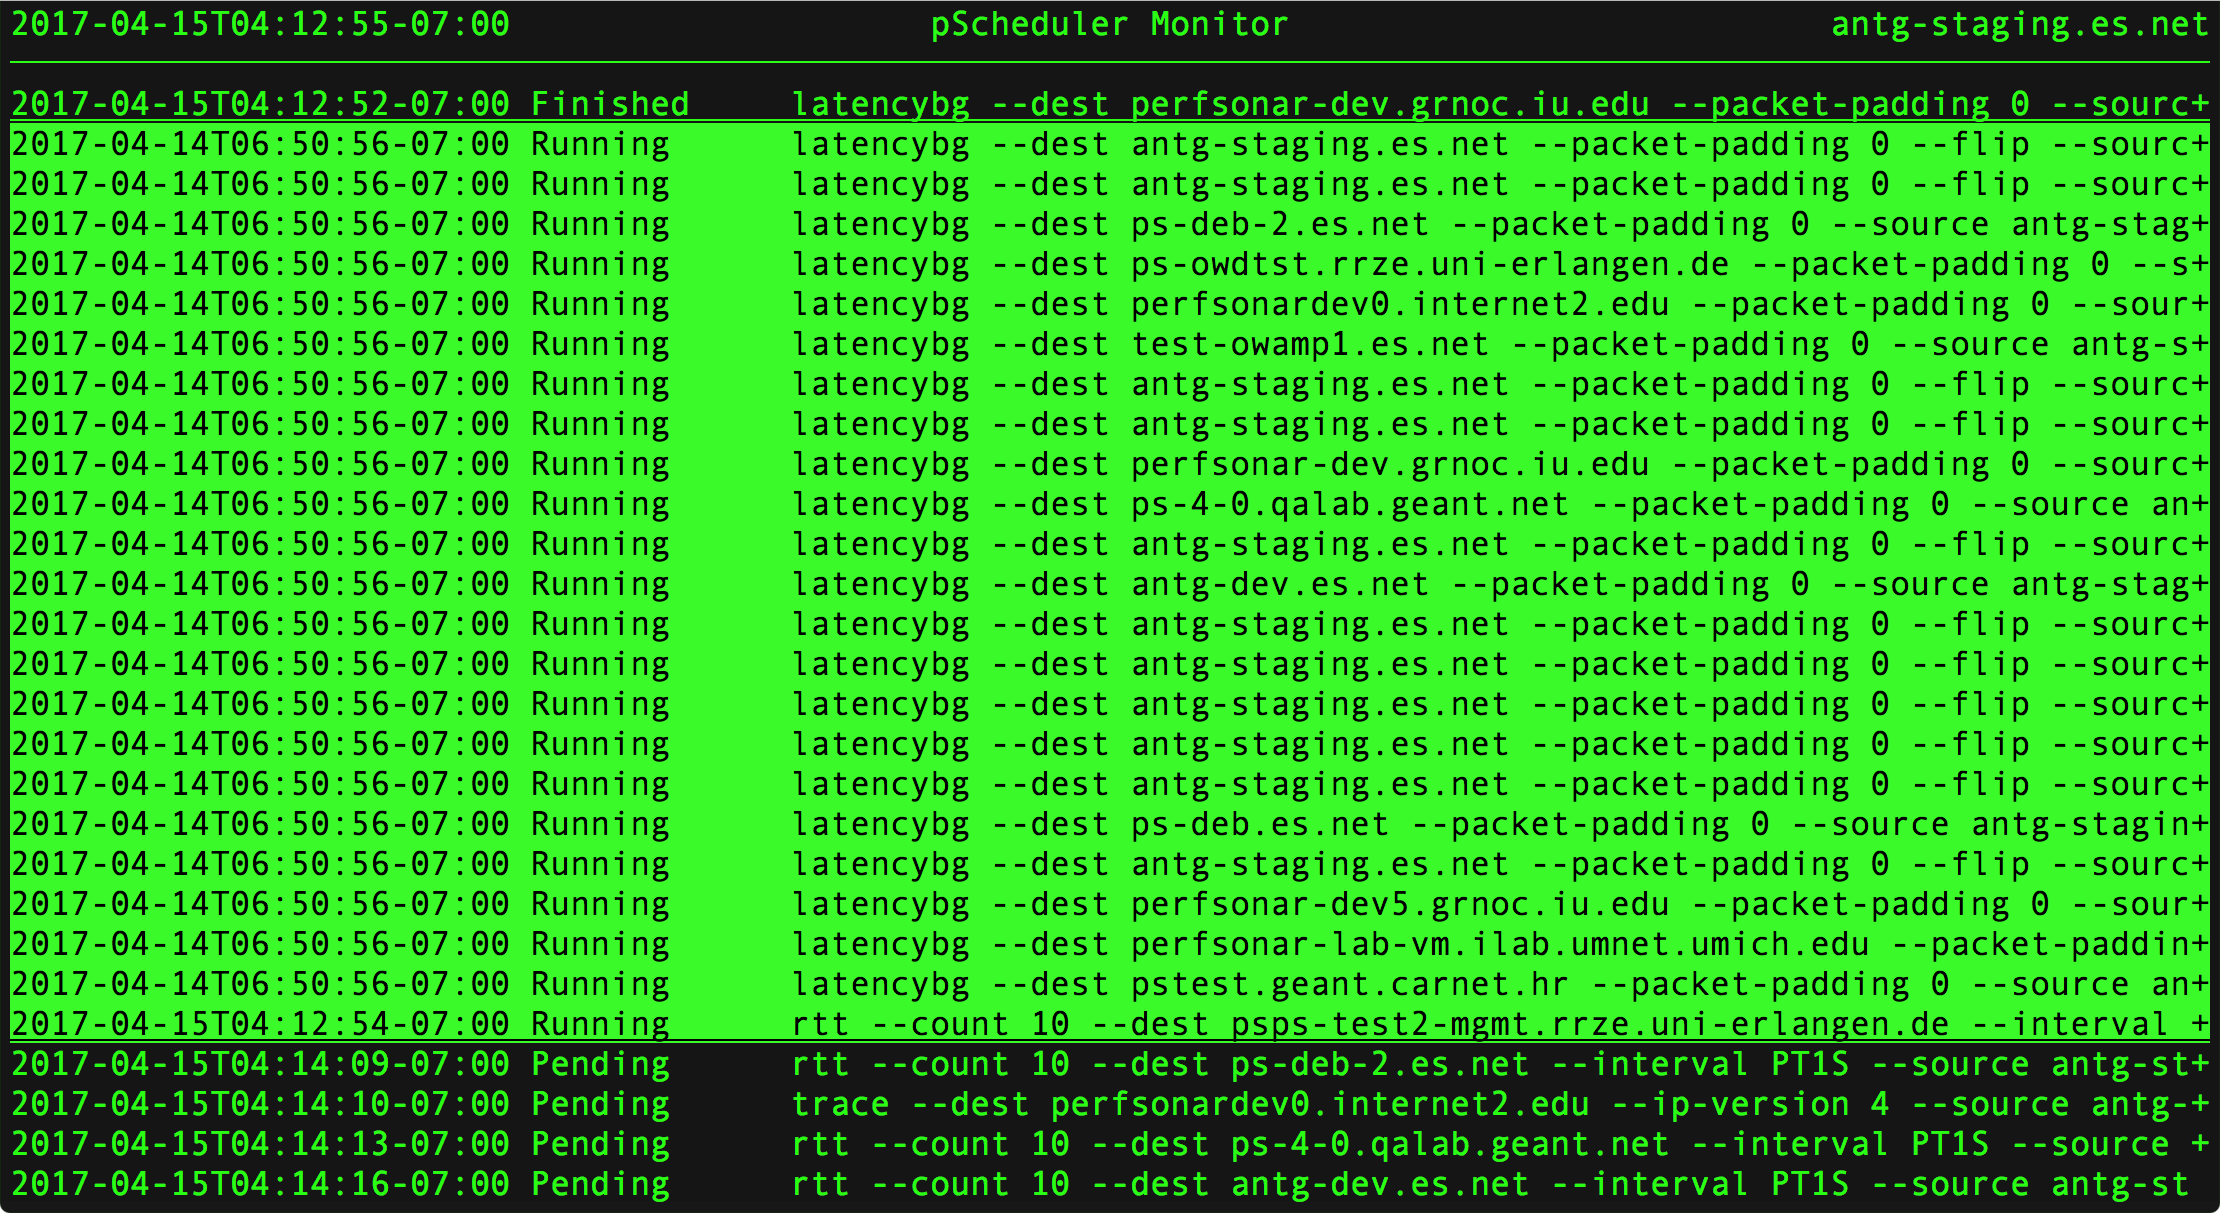 2017-04-15T04:12:55-07:00 pScheduler Monitor antg-staging.es.net
2017-04-15T04:12:52-07:00 Finished latencybg --dest perfsonar-dev.grnoc.iu.edu --packet-padding 0 --sourc+
2017-04-14T06:50:56-07:00 Running latencybg --dest antg-staging.es.net --packet-padding 0 --flip --sourc+
2017-04-14T06:50:56-07:00 Running latencybg --dest antg-staging.es.net --packet-padding 0 --flip --sourc+
2017-04-14T06:50:56-07:00 Running latencybg --dest ps-deb-2.es.net --packet-padding 0 --source antg-stag+
2017-04-14T06:50:56-07:00 Running latencybg --dest ps-owdtst.rrze.uni-erlangen.de --packet-padding 0 --s+
2017-04-14T06:50:56-07:00 Running latencybg --dest perfsonardev0.internet2.edu --packet-padding 0 --sour+
2017-04-14T06:50:56-07:00 Running latencybg --dest test-owamp1.es.net --packet-padding 0 --source antg-s+
2017-04-14T06:50:56-07:00 Running latencybg --dest antg-staging.es.net --packet-padding 0 --flip --sourc+
2017-04-14T06:50:56-07:00 Running latencybg --dest antg-staging.es.net --packet-padding 0 --flip --sourc+
2017-04-14T06:50:56-07:00 Running latencybg --dest perfsonar-dev.grnoc.iu.edu --packet-padding 0 --sourc+
2017-04-14T06:50:56-07:00 Running latencybg --dest ps-4-0.qalab.geant.net --packet-padding 0 --source an+
2017-04-14T06:50:56-07:00 Running latencybg --dest antg-staging.es.net --packet-padding 0 --flip --sourc+
2017-04-14T06:50:56-07:00 Running latencybg --dest antg-dev.es.net --packet-padding 0 --source antg-stag+
2017-04-14T06:50:56-07:00 Running latencybg --dest antg-staging.es.net --packet-padding 0 --flip --sourc+
2017-04-14T06:50:56-07:00 Running latencybg --dest antg-staging.es.net --packet-padding 0 --flip --sourc+
2017-04-14T06:50:56-07:00 Running latencybg --dest antg-staging.es.net --packet-padding 0 --flip --sourc+
2017-04-14T06:50:56-07:00 Running latencybg --dest antg-staging.es.net --packet-padding 0 --flip --sourc+
2017-04-14T06:50:56-07:00 Running latencybg --dest antg-staging.es.net --packet-padding 0 --flip --sourc+
2017-04-14T06:50:56-07:00 Running latencybg --dest ps-deb.es.net --packet-padding 0 --source antg-stagin+
2017-04-14T06:50:56-07:00 Running latencybg --dest antg-staging.es.net --packet-padding 0 --flip --sourc+
2017-04-14T06:50:56-07:00 Running latencybg --dest perfsonar-dev5.grnoc.iu.edu --packet-padding 0 --sour+
2017-04-14T06:50:56-07:00 Running latencybg --dest perfsonar-lab-vm.ilab.umnet.umich.edu --packet-paddin+
2017-04-14T06:50:56-07:00 Running latencybg --dest pstest.geant.carnet.hr --packet-padding 0 --source an+
2017-04-15T04:12:54-07:00 Running rtt --count 10 --dest psps-test2-mgmt.rrze.uni-erlangen.de --interval +
2017-04-15T04:14:09-07:00 Pending rtt --count 10 --dest ps-deb-2.es.net --interval PT1S --source antg-st+
2017-04-15T04:14:10-07:00 Pending trace --dest perfsonardev0.internet2.edu --ip-version 4 --source antg-+
2017-04-15T04:14:13-07:00 Pending rtt --count 10 --dest ps-4-0.qalab.geant.net --interval PT1S --source +
2017-04-15T04:14:16-07:00 Pending rtt --count 10 --dest antg-dev.es.net --interval PT1S --source antg-st